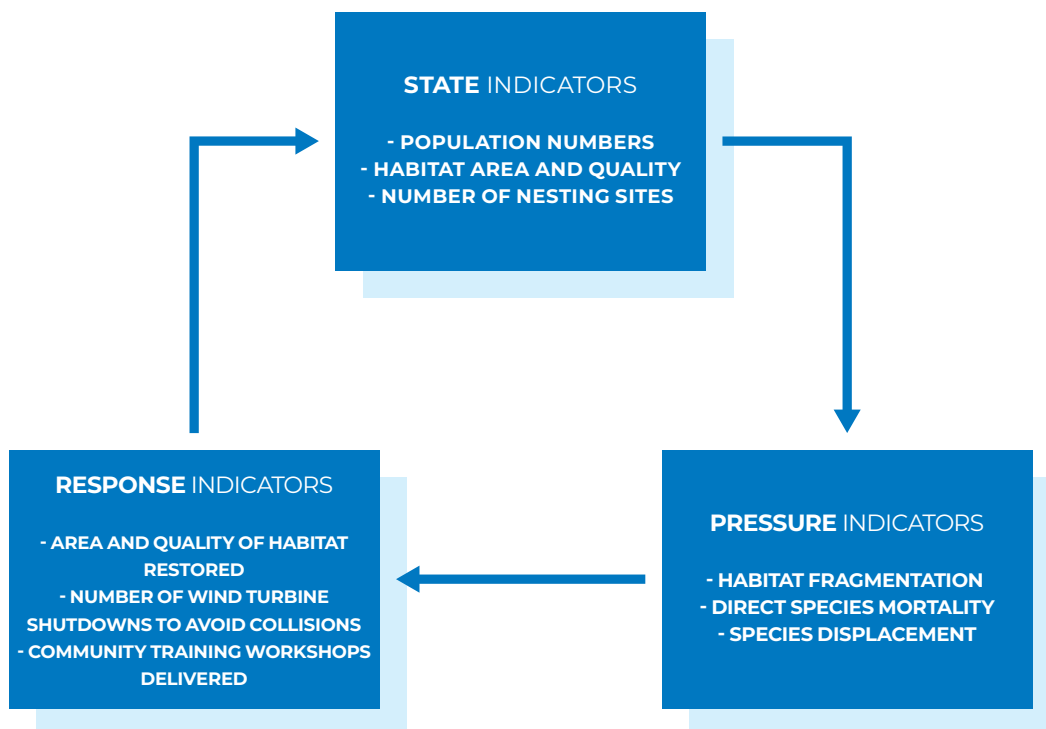 STATE INDICATORS
- POPULATION NUMBERS
- HABITAT AREA AND QUALITY
- NUMBER OF NESTING SITES
RESPONSE INDICATORS
- AREA AND QUALITY OF HABITAT
RESTORED
- NUMBER OF WIND TURBINE
SHUTDOWNS TO AVOID COLLISIONS
- COMMUNITY TRAINING WORKSHOPS
DELIVERED
PRESSURE INDICATORS
- HABITAT FRAGMENTATION
- DIRECT SPECIES MORTALITY
- SPECIES DISPLACEMENT